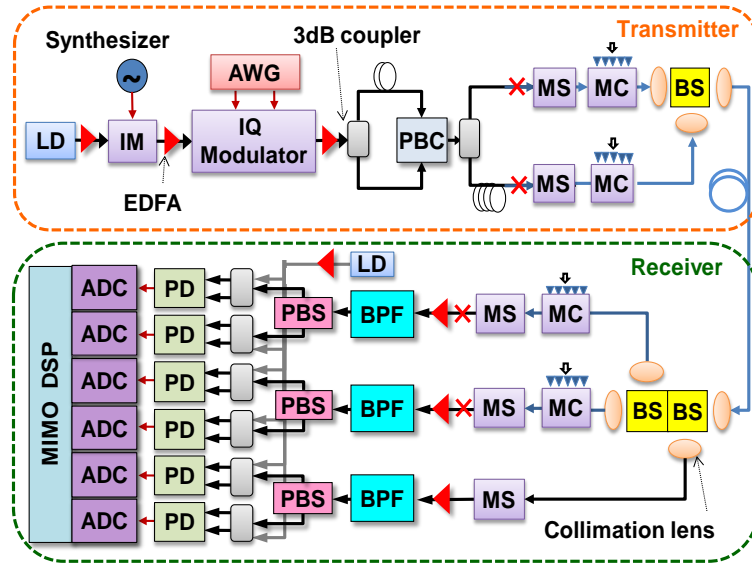 Synthesizer
3dB coupler
Transmitter
~
AWG
MS
MC
BS
LD
IM
IQ
Modulator
PBC
EDFA
MS
MC
Receiver
LD
ADC
PD
PBS
BPF
MS
MC
ADC
PD
MIMO DSP
ADC
PD
PBS
BPF
MS
MC
BS
BS
ADC
PD
ADC
PD
PBS
BPF
MS
ADC
PD
Collimation lens